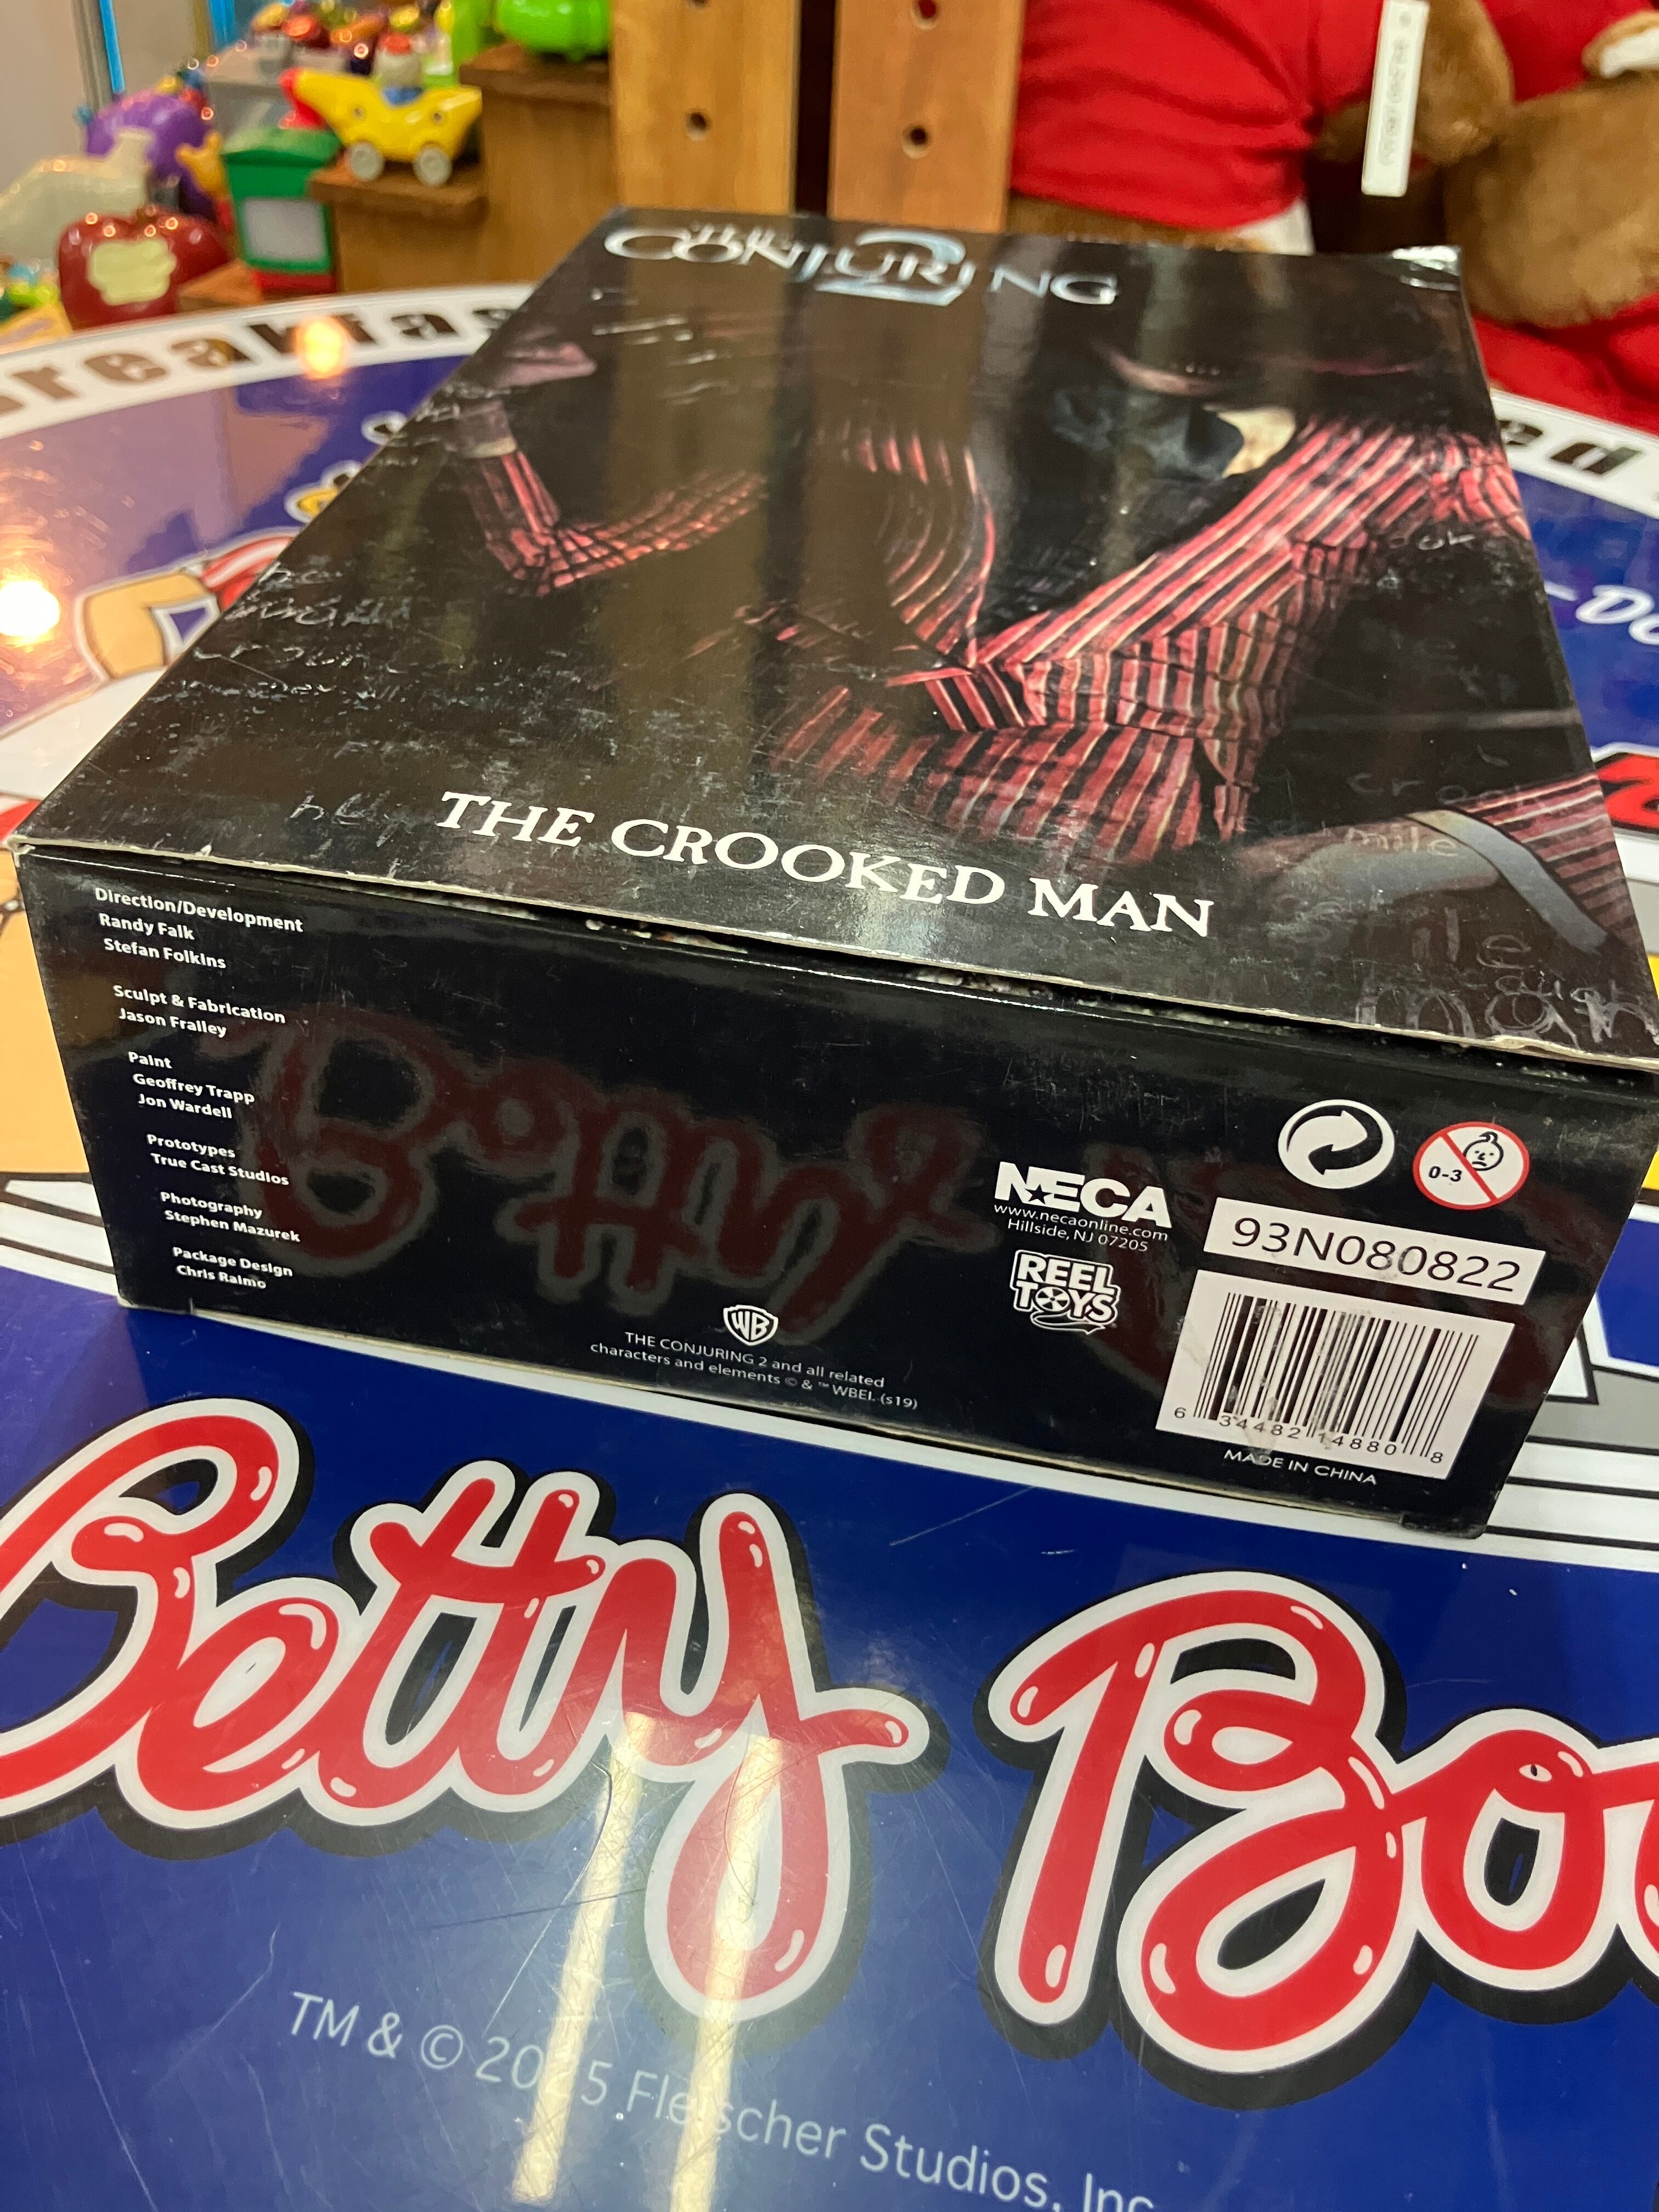 THE
CONJURING
2
THE CROOKED MAN
Direction/Development
Randy Falk
Stefan Folkins
Sculpt & Fabrication
Jason Fralley
Paint
Geoffrey Trapp
Jon Wardell
Prototypes
True Cast Studios
Photography
Stephen Mazurek
Package Design
Chris Raimo
WB
THE CONJURING 2 and all related
characters and elements © & ™ WBEI. (s19)
NECA
www.necaonline.com
Hillside, NJ 07205
REEL
TOYS
0-3
93N080822
6 34482 14880 8
MADE IN CHINA
Betty
TM & © Fleischer Studios, Inc